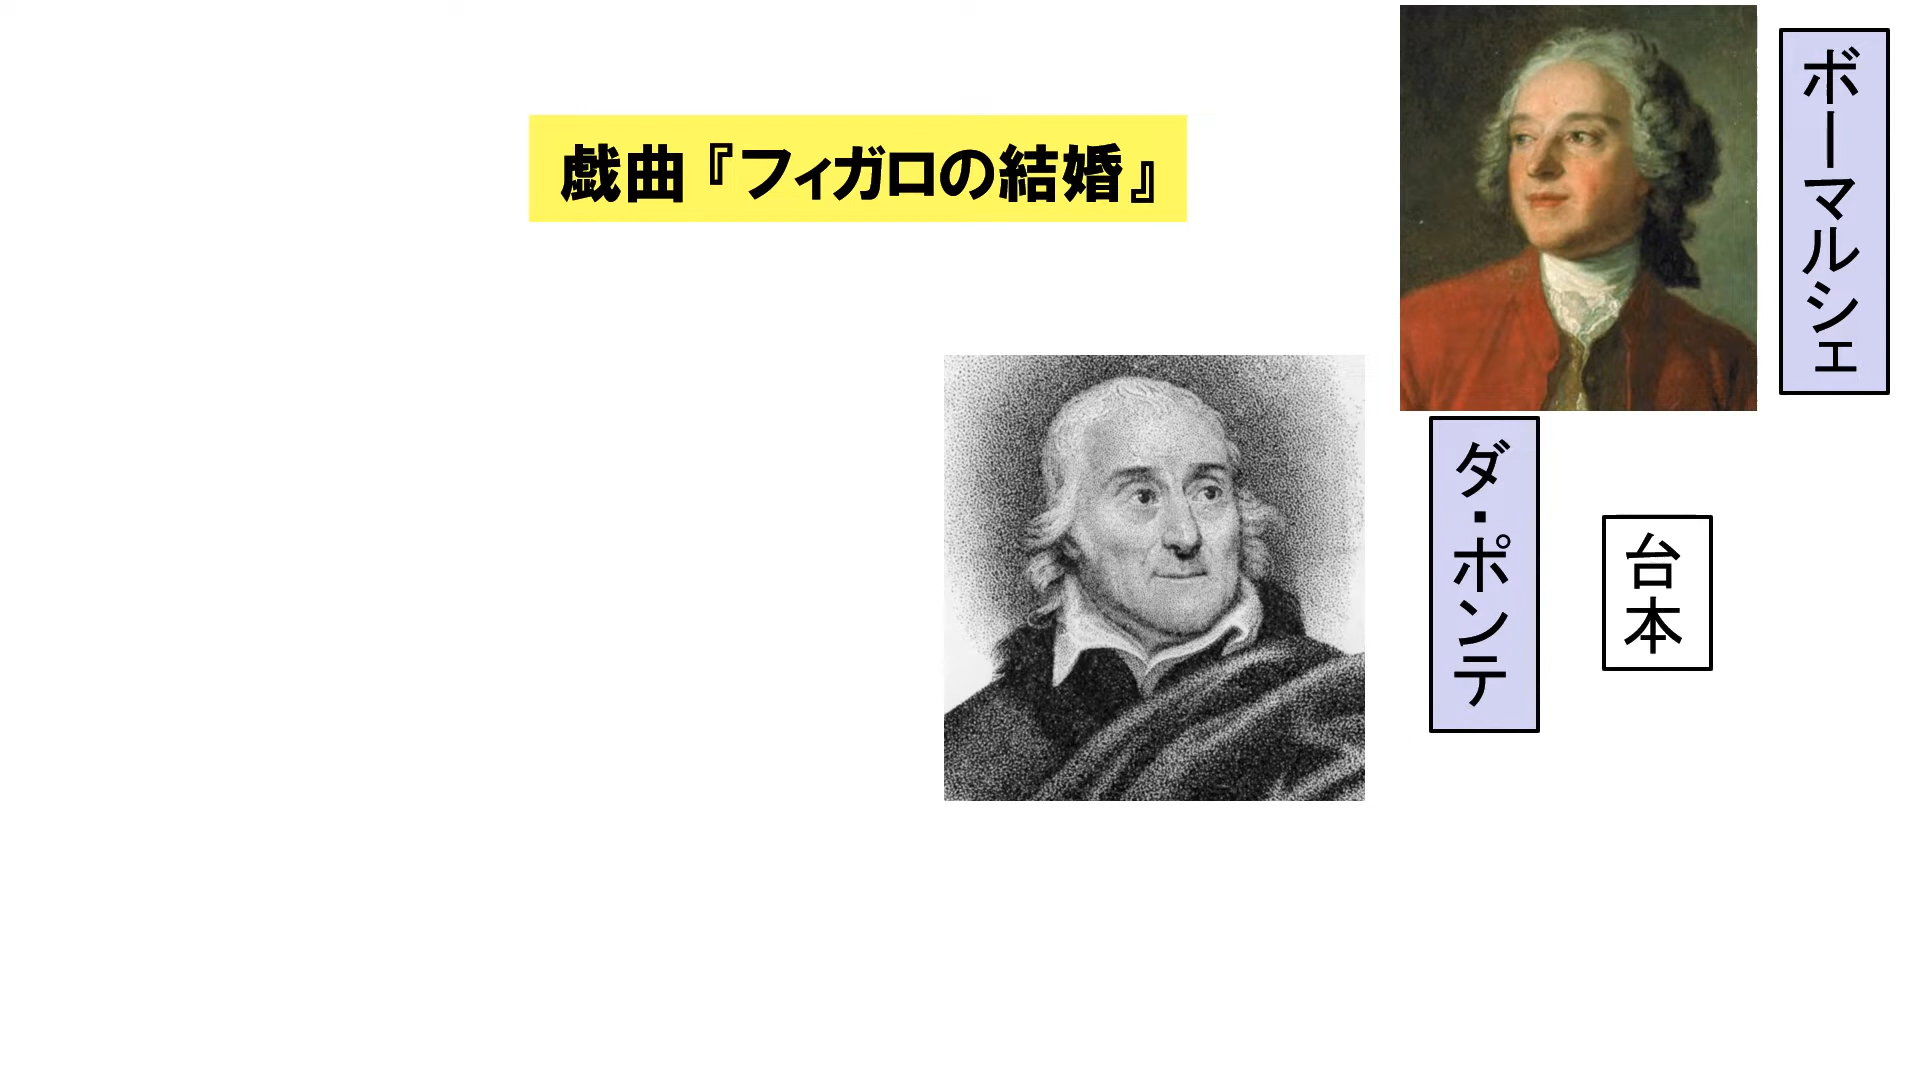 戯曲『フィガロの結婚』
ボーマルシェ
ダ・ポンテ
台本